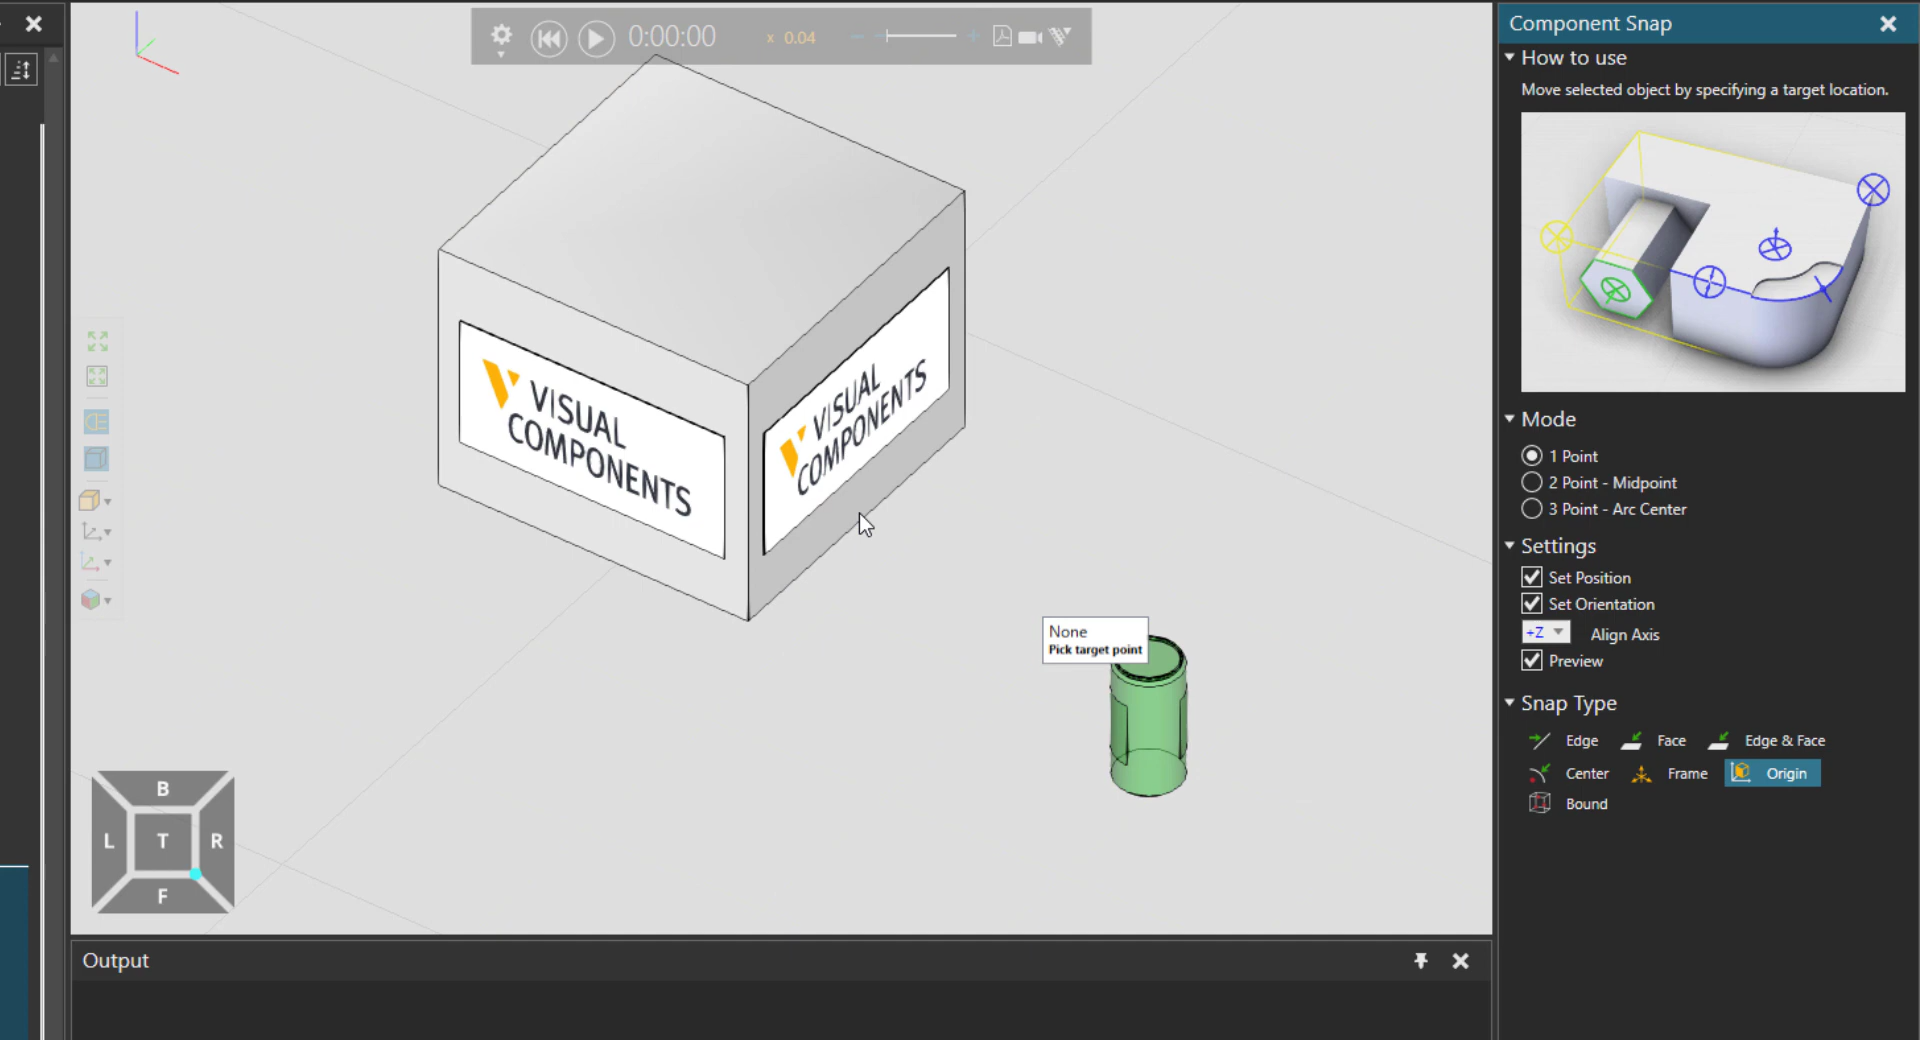 0:00:00
x 0.04
VISUAL
COMPONENTS
VISUAL
COMPONENTS
None
Pick target point
B
L T R
F
Output
Component Snap
How to use
Move selected object by specifying a target location.
Mode
1 Point
2 Point - Midpoint
3 Point - Arc Center
Settings
Set Position
Set Orientation
+Z Align Axis
Preview
Snap Type
Edge Face Edge & Face
Center Frame Origin
Bound